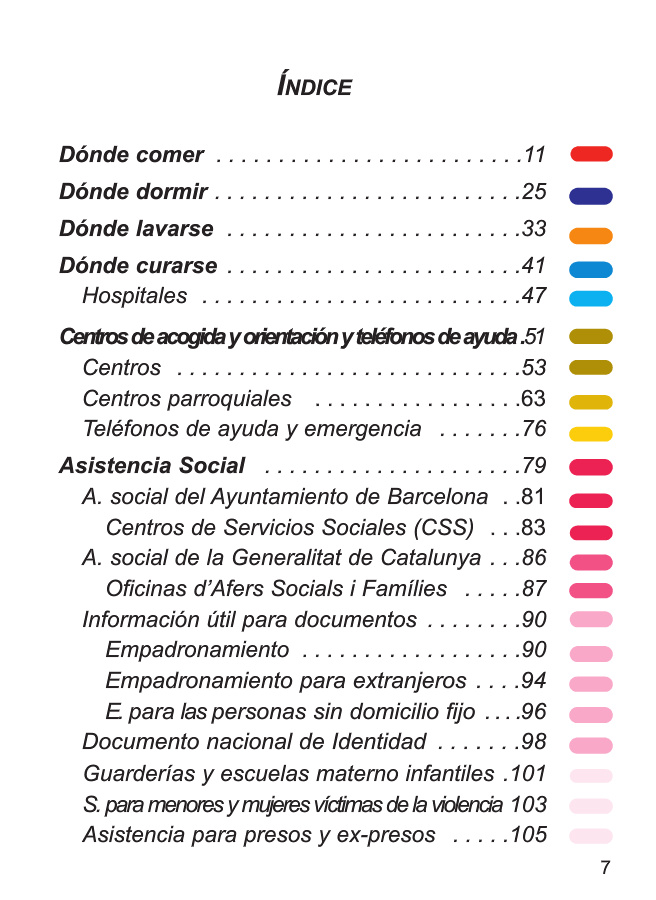 ÍNDICE
Dónde comer . . . . . . . . . . . . . . . . . . . . . . . . .11
Dónde dormir . . . . . . . . . . . . . . . . . . . . . . . . .25
Dónde lavarse . . . . . . . . . . . . . . . . . . . . . . . .33
Dónde curarse . . . . . . . . . . . . . . . . . . . . . . . .41
Hospitales . . . . . . . . . . . . . . . . . . . . . . . . . .47
Centros de acogida y orientación y teléfonos de ayuda .51
Centros . . . . . . . . . . . . . . . . . . . . . . . . . . . .53
Centros parroquiales . . . . . . . . . . . . . . . . .63
Teléfonos de ayuda y emergencia . . . . . . .76
Asistencia Social . . . . . . . . . . . . . . . . . . . . .79
A. social del Ayuntamiento de Barcelona . .81
Centros de Servicios Sociales (CSS) . . .83
A. social de la Generalitat de Catalunya . . .86
Oficinas d’Afers Socials i Famílies . . . . .87
Información útil para documentos . . . . . . . .90
Empadronamiento . . . . . . . . . . . . . . . . . .90
Empadronamiento para extranjeros . . . .94
E. para las personas sin domicilio fijo . . . .96
Documento nacional de Identidad . . . . . . .98
Guarderías y escuelas materno infantiles .101
S. para menores y mujeres víctimas de la violencia 103
Asistencia para presos y ex-presos . . . . .105
7